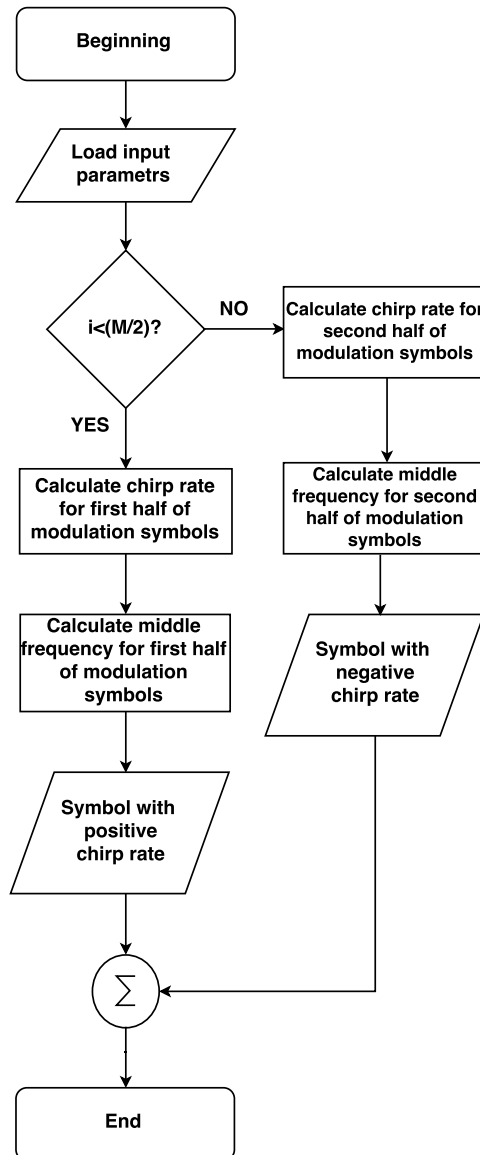 Beginning
Load input
parametrs
i<(M/2)?
NO
Calculate chirp rate for
second half of
modulation symbols
YES
Calculate chirp rate
for first half of
modulation symbols
Calculate middle
frequency for second
half of modulation
symbols
Calculate middle
frequency for first half
of modulation
symbols
Symbol with
negative
chirp rate
Symbol with
positive
chirp rate
Σ
End